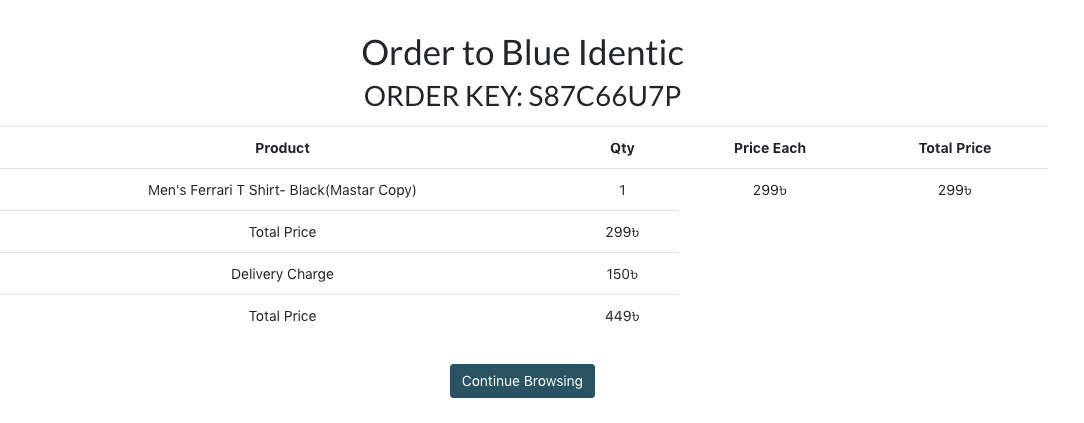 Order to Blue Identic
ORDER KEY: S87C66U7P
Product Qty Price Each Total Price
Men's Ferrari T Shirt- Black(Mastar Copy) 1 299৳ 299৳
Total Price 299৳
Delivery Charge 150৳
Total Price 449৳
Continue Browsing